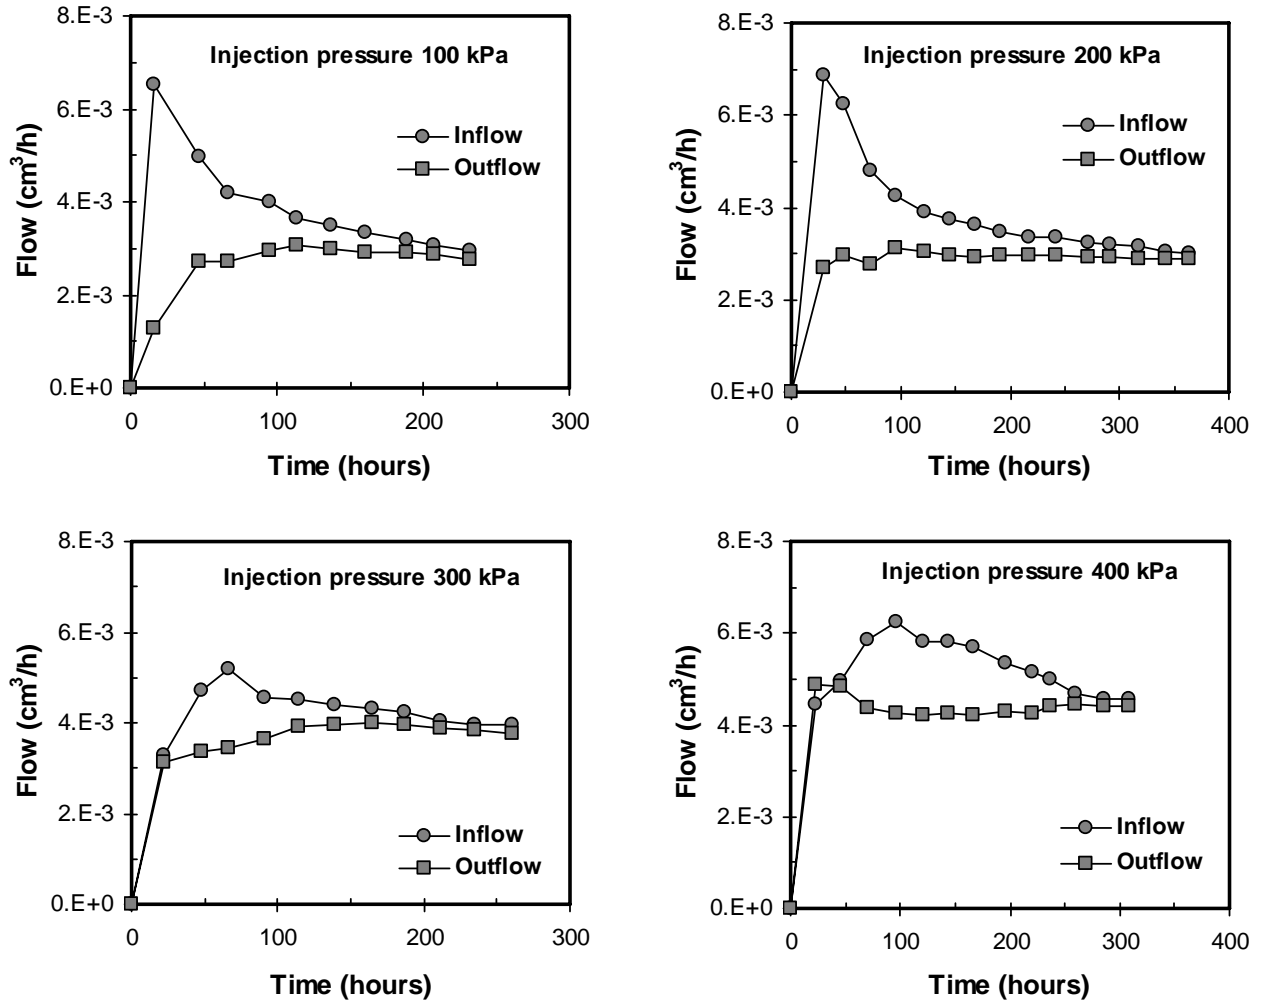 Injection pressure 100 kPa
8.E-3
6.E-3
4.E-3
2.E-3
0.E+0
Flow (cm³/h)
Inflow
Outflow
0 100 200 300
Time (hours)
Injection pressure 200 kPa
8.E-3
6.E-3
4.E-3
2.E-3
0.E+0
Flow (cm³/h)
Inflow
Outflow
0 100 200 300 400
Time (hours)
Injection pressure 300 kPa
8.E-3
6.E-3
4.E-3
2.E-3
0.E+0
Flow (cm³/h)
Inflow
Outflow
0 100 200 300
Time (hours)
Injection pressure 400 kPa
8.E-3
6.E-3
4.E-3
2.E-3
0.E+0
Flow (cm³/h)
Inflow
Outflow
0 100 200 300 400
Time (hours)